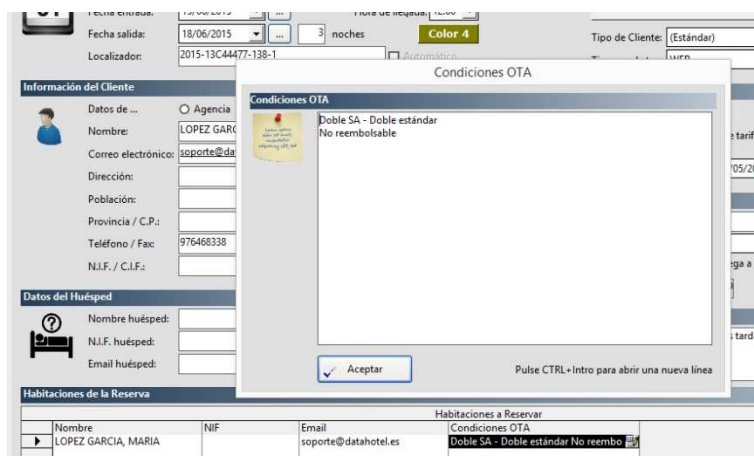 Fecha entrada:
Hora de llegada:
Fecha salida: 18/06/2015 ... 3 noches Color 4
Tipo de Cliente: (Estándar)
Localizador: 2015-13C44477-138-1 Automático
Condiciones OTA
Información del Cliente
Condiciones OTA
Datos de ... Agencia
Doble SA - Doble estándar
No reembolsable
Nombre: LOPEZ GARC
Correo electrónico: soporte@da
Dirección:
Población:
Provincia / C.P.:
Teléfono / Fax: 976468338
N.I.F. / C.I.F.:
Datos del Huésped
Nombre huésped:
N.I.F. huésped:
Email huésped:
Aceptar
Pulse CTRL+Intro para abrir una nueva línea
Habitaciones de la Reserva
Habitaciones a Reservar
Nombre NIF Email Condiciones OTA
LOPEZ GARCIA, MARIA soporte@datahotel.es Doble SA - Doble estándar No reembo